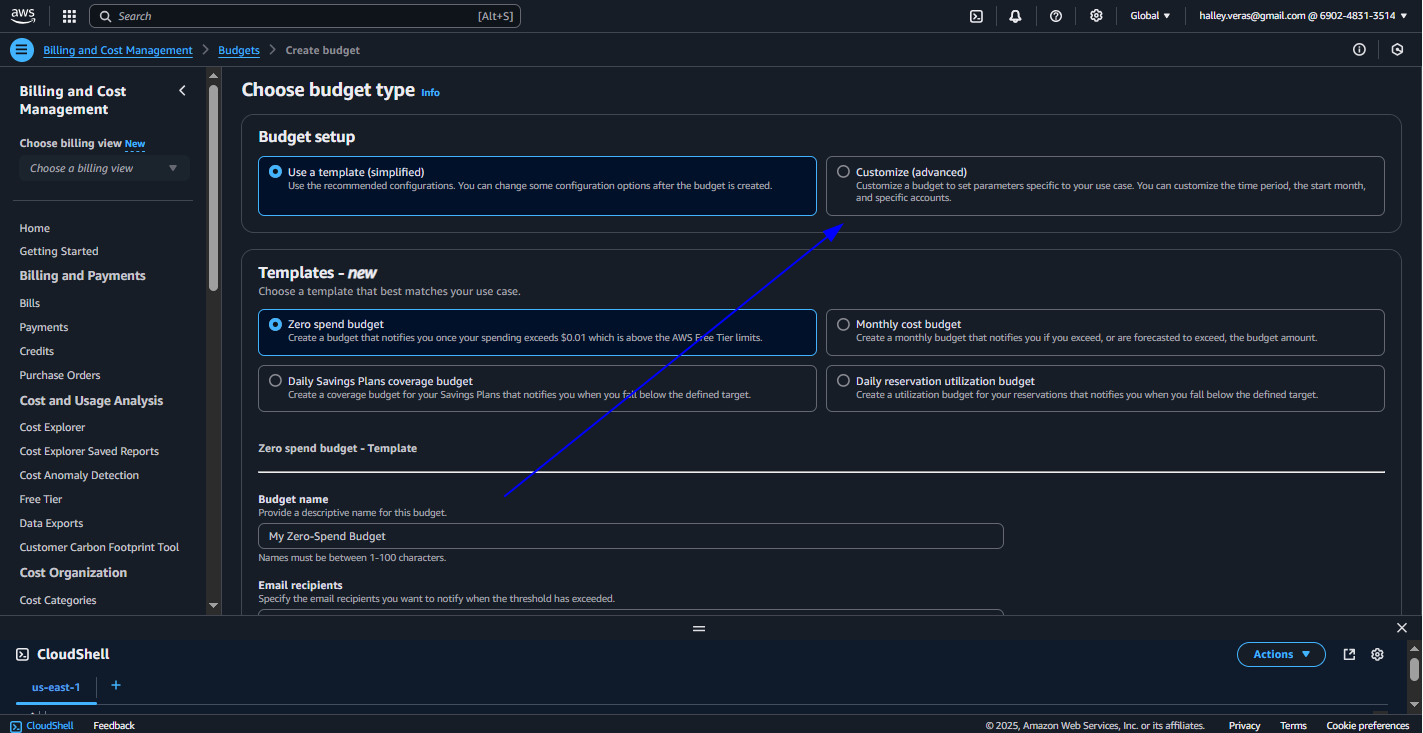 aws
Search [Alt+S]
Global
halley.veras@gmail.com @ 6902-4831-3514
Billing and Cost Management
Budgets
Create budget
Billing and Cost
Management
Choose billing view New
Choose a billing view
Home
Getting Started
Billing and Payments
Bills
Payments
Credits
Purchase Orders
Cost and Usage Analysis
Cost Explorer
Cost Explorer Saved Reports
Cost Anomaly Detection
Free Tier
Data Exports
Customer Carbon Footprint Tool
Cost Organization
Cost Categories
Choose budget type Info
Budget setup
Use a template (simplified)
Use the recommended configurations. You can change some configuration options after the budget is created.
Customize (advanced)
Customize a budget to set parameters specific to your use case. You can customize the time period, the start month,
and specific accounts.
Templates - new
Choose a template that best matches your use case.
Zero spend budget
Create a budget that notifies you once your spending exceeds $0.01 which is above the AWS Free Tier limits.
Monthly cost budget
Create a monthly budget that notifies you if you exceed, or are forecasted to exceed, the budget amount.
Daily Savings Plans coverage budget
Create a coverage budget for your Savings Plans that notifies you when you fall below the defined target.
Daily reservation utilization budget
Create a utilization budget for your reservations that notifies you when you fall below the defined target.
Zero spend budget - Template
Budget name
Provide a descriptive name for this budget.
My Zero-Spend Budget
Names must be between 1-100 characters.
Email recipients
Specify the email recipients you want to notify when the threshold has exceeded.
CloudShell
Actions
us-east-1
+
CloudShell
Feedback
© 2025, Amazon Web Services, Inc. or its affiliates.
Privacy
Terms
Cookie preferences